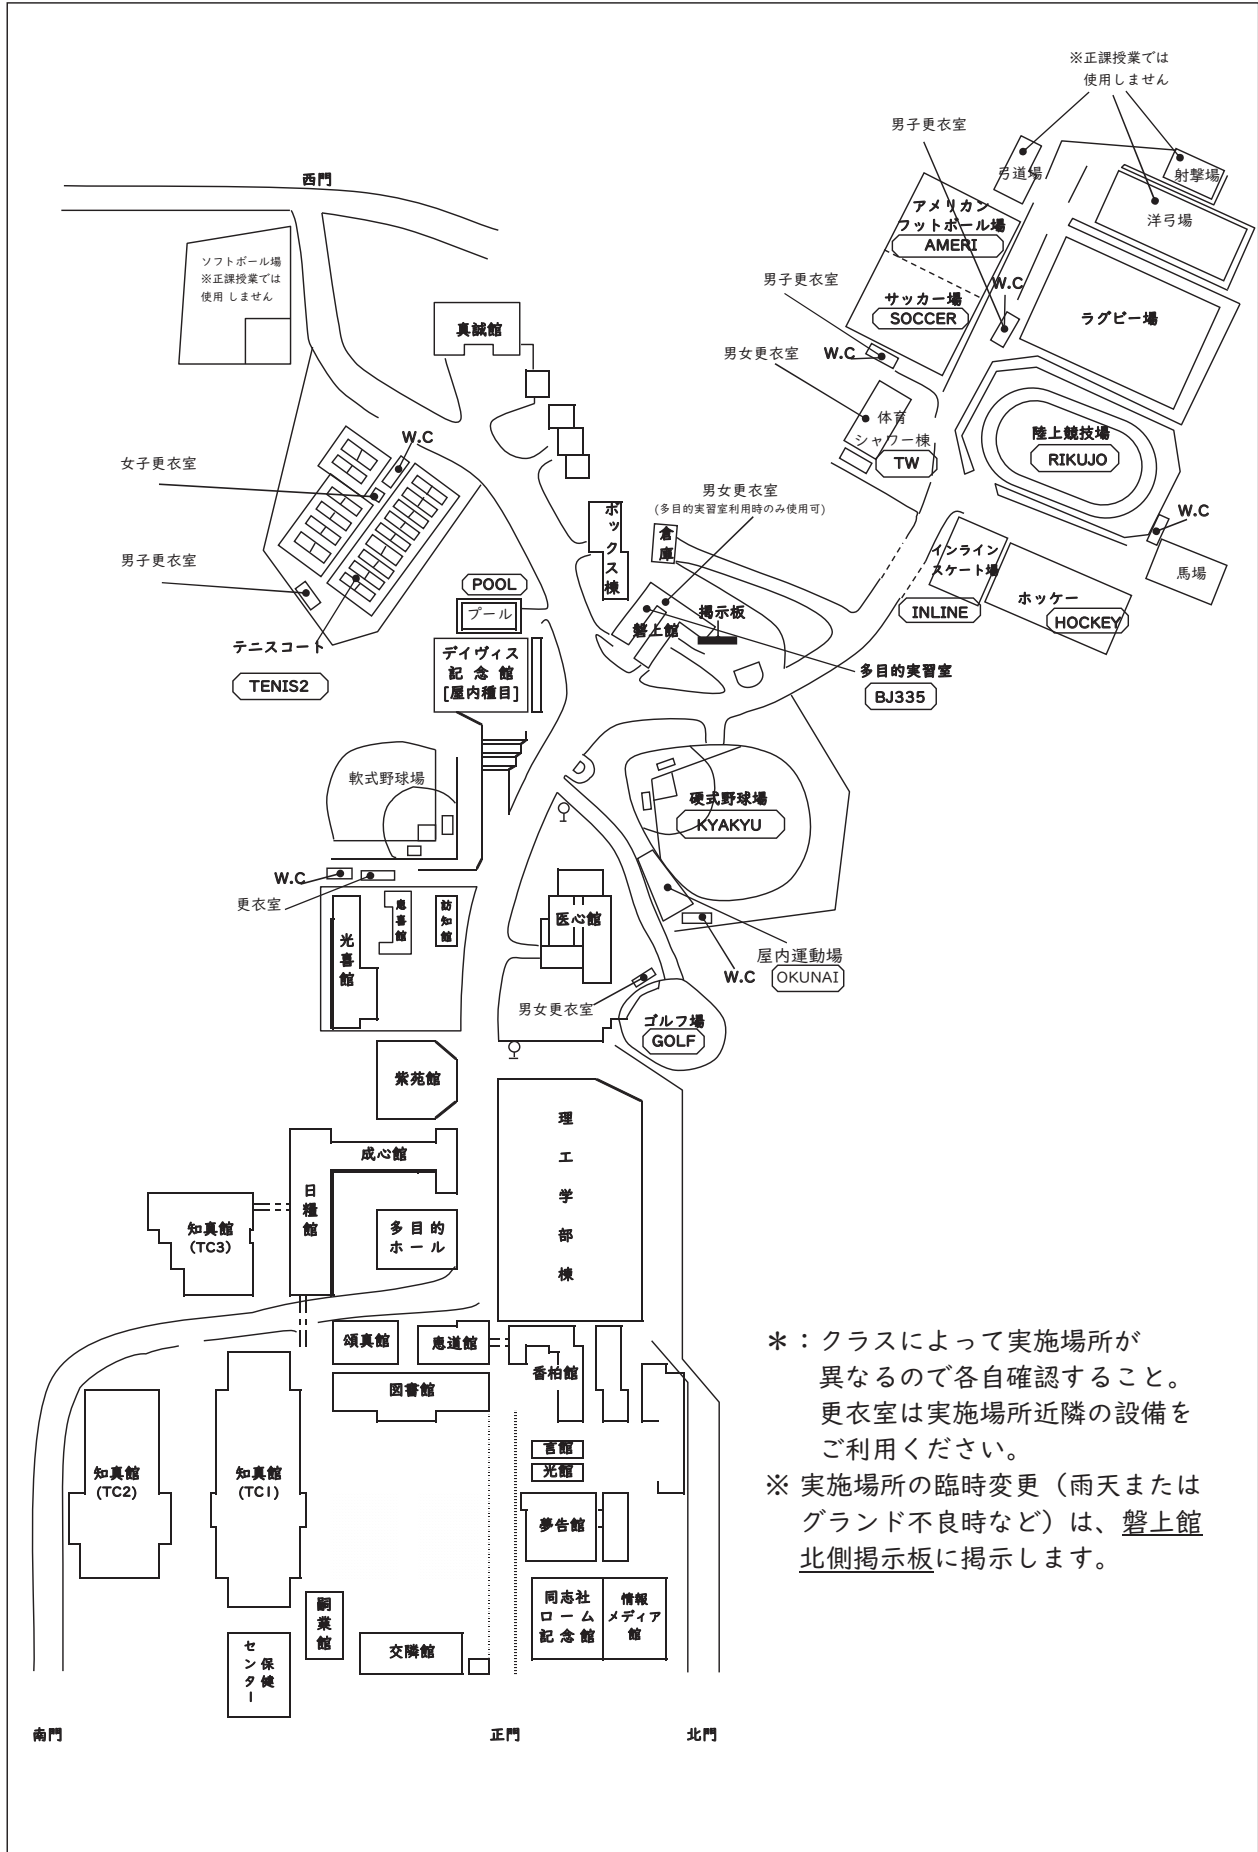 ※正課授業では
使用しません
男子更衣室
弓道場
射撃場
洋弓場
西門
アメリカン
フットボール場
AMERI
ソフトボール場
※正課授業では
使用 しません
男子更衣室
W.C
サッカー場
SOCCER
ラグビー場
真誠館
男女更衣室
W.C
体育
シャワー棟
TW
陸上競技場
RIKUJO
W.C
女子更衣室
男女更衣室
(多目的実習室利用時のみ使用可)
W.C
ボックス棟
倉庫
インライン
スケート場
INLINE
馬場
男子更衣室
POOL
プール
ホッケー
HOCKEY
掲示板
磐上館
テニスコート
TENIS2
デイヴィス
記念館
[屋内種目]
多目的実習室
BJ335
軟式野球場
硬式野球場
KYAKYU
W.C
更衣室
恵喜館
訪知館
光喜館
医心館
屋内運動場
OKUNAI
W.C
男女更衣室
ゴルフ場
GOLF
紫苑館
理工学部棟
成心館
日糧館
知真館
(TC3)
多目的
ホール
頌真館
恵道館
香柏館
図書館
＊：クラスによって実施場所が
異なるので各自確認すること。
更衣室は実施場所近隣の設備を
ご利用ください。
※ 実施場所の臨時変更（雨天または
グランド不良時など）は、磐上館
北側掲示板に掲示します。
言館
光館
知真館
(TC2)
知真館
(TC1)
夢告館
同志社
ローム
記念館
情報
メディア
館
嗣業館
交隣館
保健
センター
南門
正門
北門